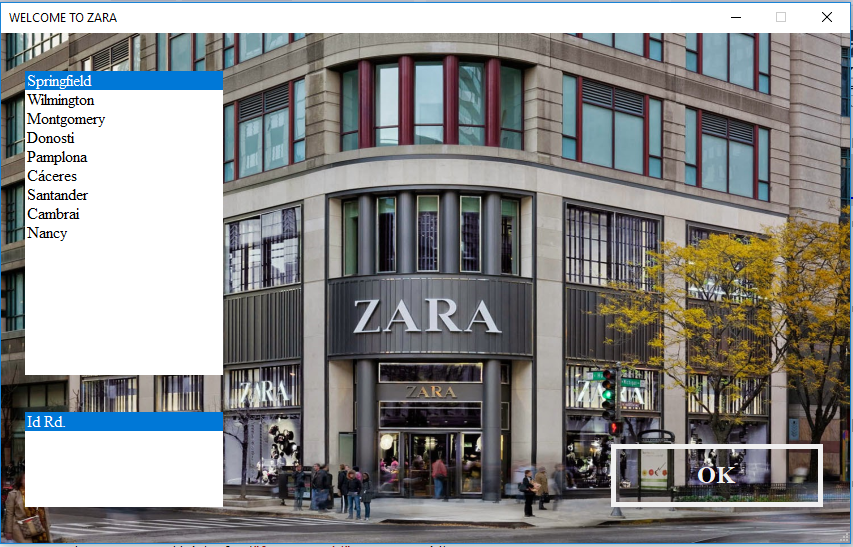 WELCOME TO ZARA
Springfield
Wilmington
Montgomery
Donosti
Pamplona
Cáceres
Santander
Cambrai
Nancy
ZARA
ZARA
ZARA
ZARA
Id Rd.
OK